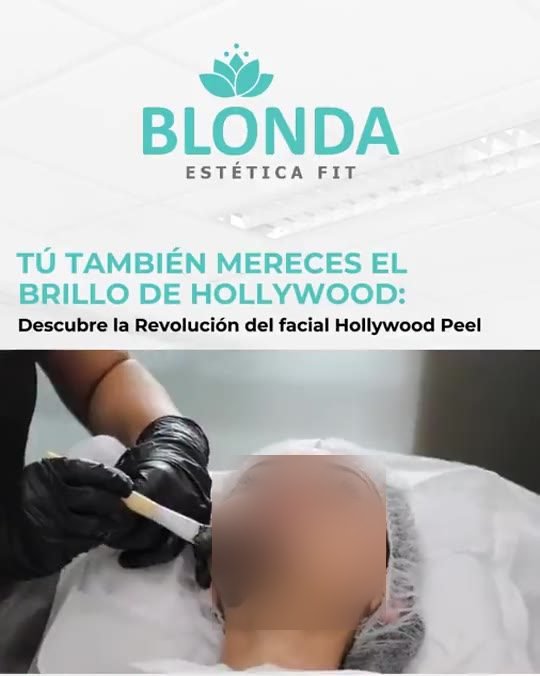 BLONDA
ESTÉTICA FIT
TÚ TAMBIÉN MERECES EL
BRILLO DE HOLLYWOOD:
Descubre la Revolución del facial Hollywood Peel